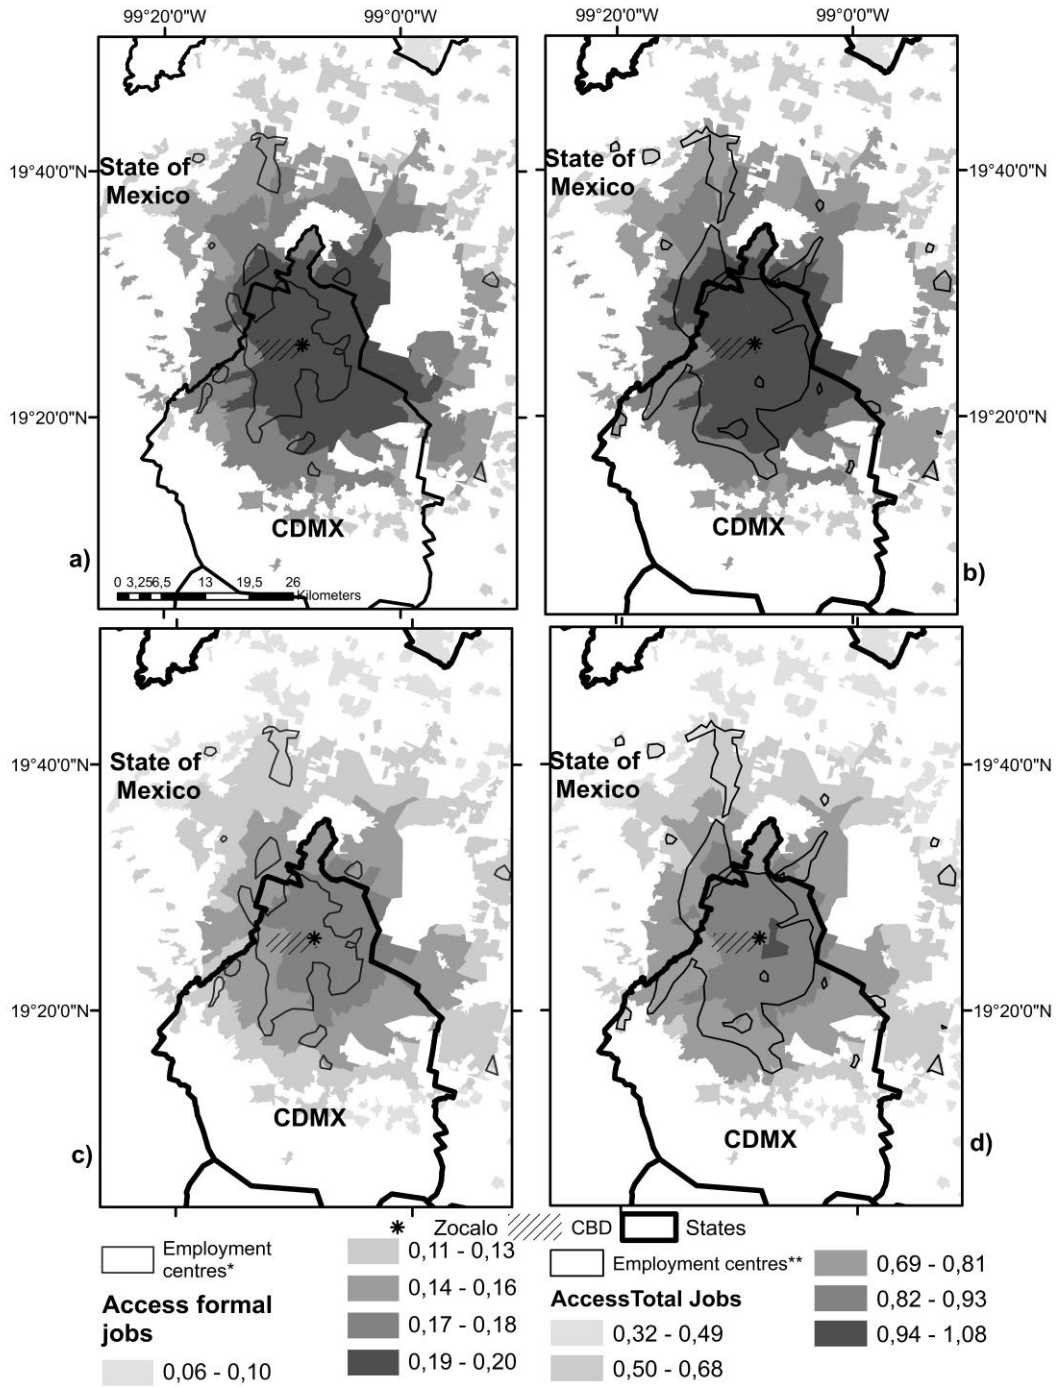 99°20'0"W 99°0'0"W 99°20'0"W 99°0'0"W
State of
Mexico
19°40'0"N
19°20'0"N
CDMX
a)
0 3,25 6,5 13 19,5 26
Kilometers
State of
Mexico
19°40'0"N
19°20'0"N
CDMX
b)
State of
Mexico
19°40'0"N
19°20'0"N
CDMX
c)
State of
Mexico
19°40'0"N
19°20'0"N
CDMX
d)
Zocalo CBD States
Employment
centres*
Access formal
jobs
0,06 - 0,10
0,11 - 0,13
0,14 - 0,16
0,17 - 0,18
0,19 - 0,20
Employment centres**
AccessTotal Jobs
0,32 - 0,49
0,50 - 0,68
0,69 - 0,81
0,82 - 0,93
0,94 - 1,08